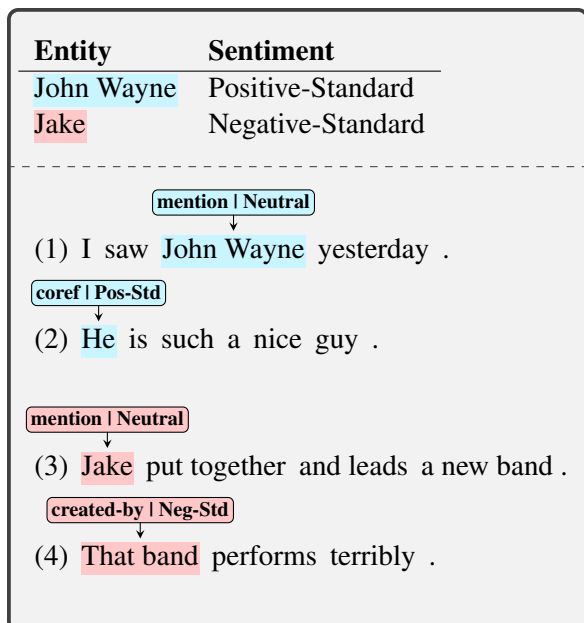 Entity Sentiment
John Wayne Positive-Standard
Jake Negative-Standard
mention | Neutral
(1) I saw John Wayne yesterday .
coref | Pos-Std
(2) He is such a nice guy .
mention | Neutral
(3) Jake put together and leads a new band .
created-by | Neg-Std
(4) That band performs terribly .